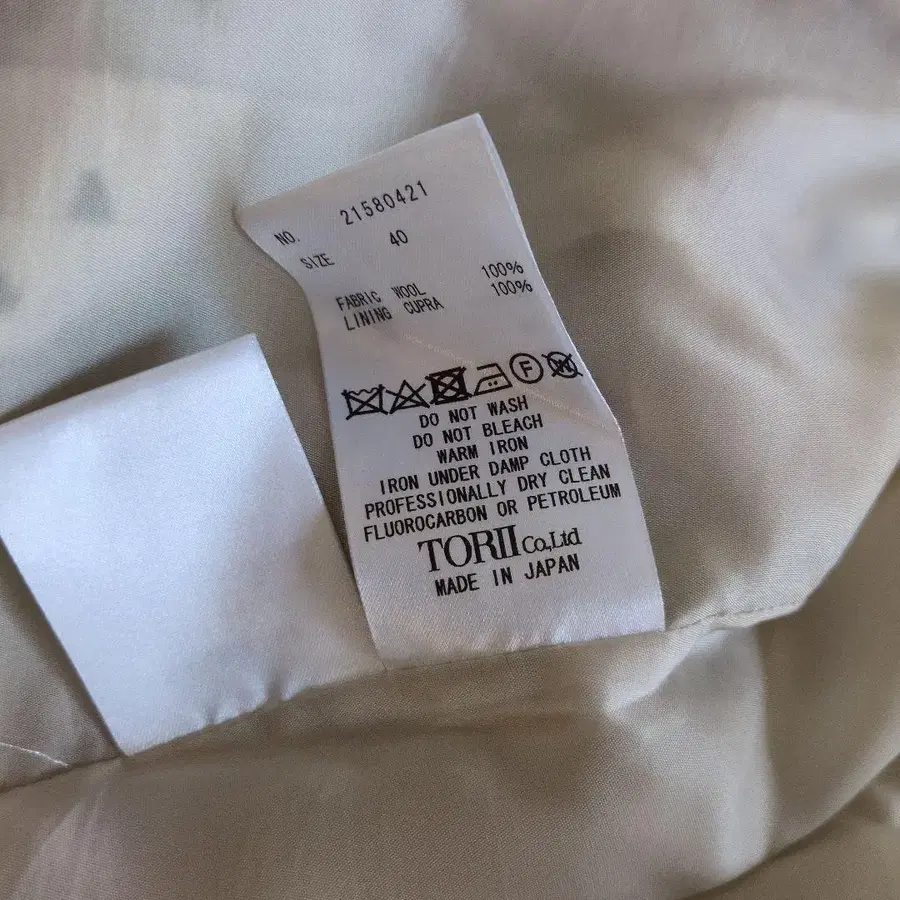 NO. 21580421
SIZE 40
FABRIC WOOL 100%
LINING CUPRA 100%
F W
DO NOT WASH
DO NOT BLEACH
WARM IRON
IRON UNDER DAMP CLOTH
PROFESSIONALLY DRY CLEAN
FLUOROCARBON OR PETROLEUM
TORII Co,Ltd
MADE IN JAPAN